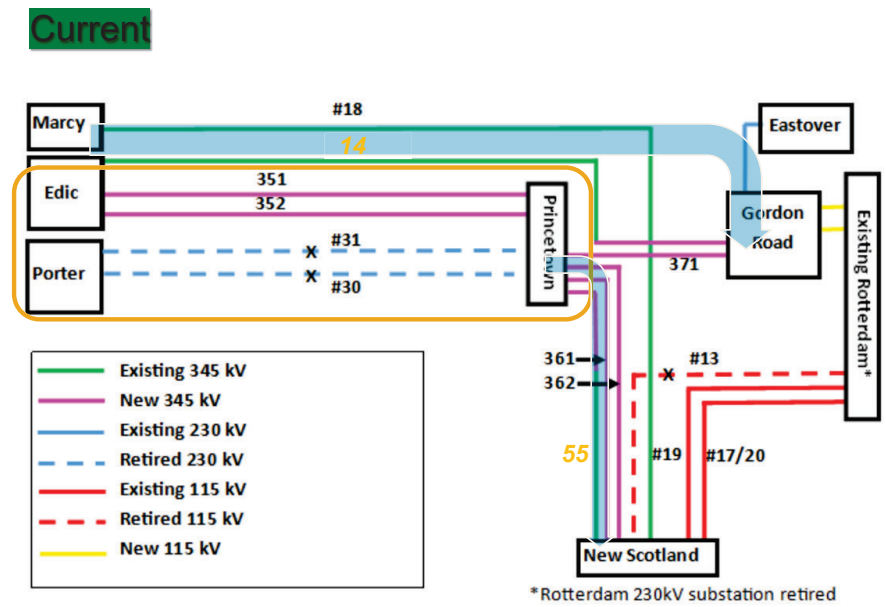 Current
#18
Marcy
14
Eastover
Edic
351
352
Princetown
Gordon
Road
Existing Rotterdam*
#31
Porter
#30
371
361
#13
362
Existing 345 kV
New 345 kV
Existing 230 kV
Retired 230 kV
Existing 115 kV
Retired 115 kV
New 115 kV
55
#19
#17/20
New Scotland
*Rotterdam 230kV substation retired